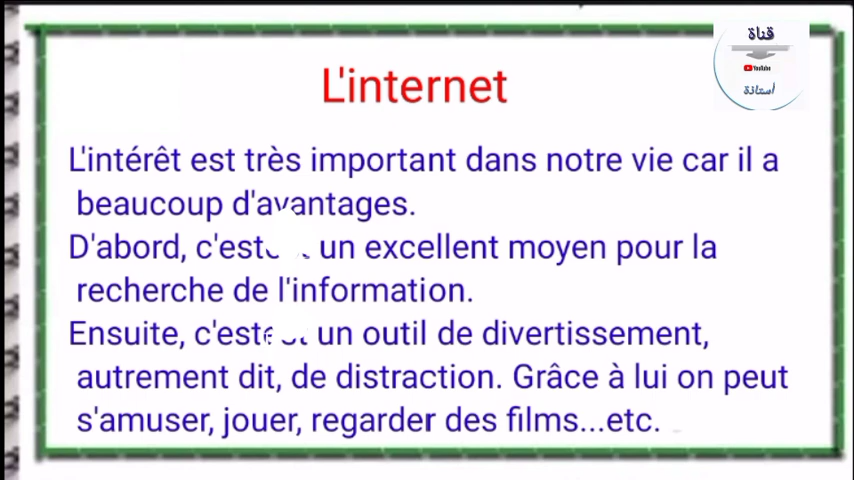 قناة
YouTube
أستاذة
L'internet
L'intérêt est très important dans notre vie car il a
beaucoup d'avantages.
D'abord, c'est un excellent moyen pour la
recherche de l'information.
Ensuite, c'est un outil de divertissement,
autrement dit, de distraction. Grâce à lui on peut
s'amuser, jouer, regarder des films...etc.